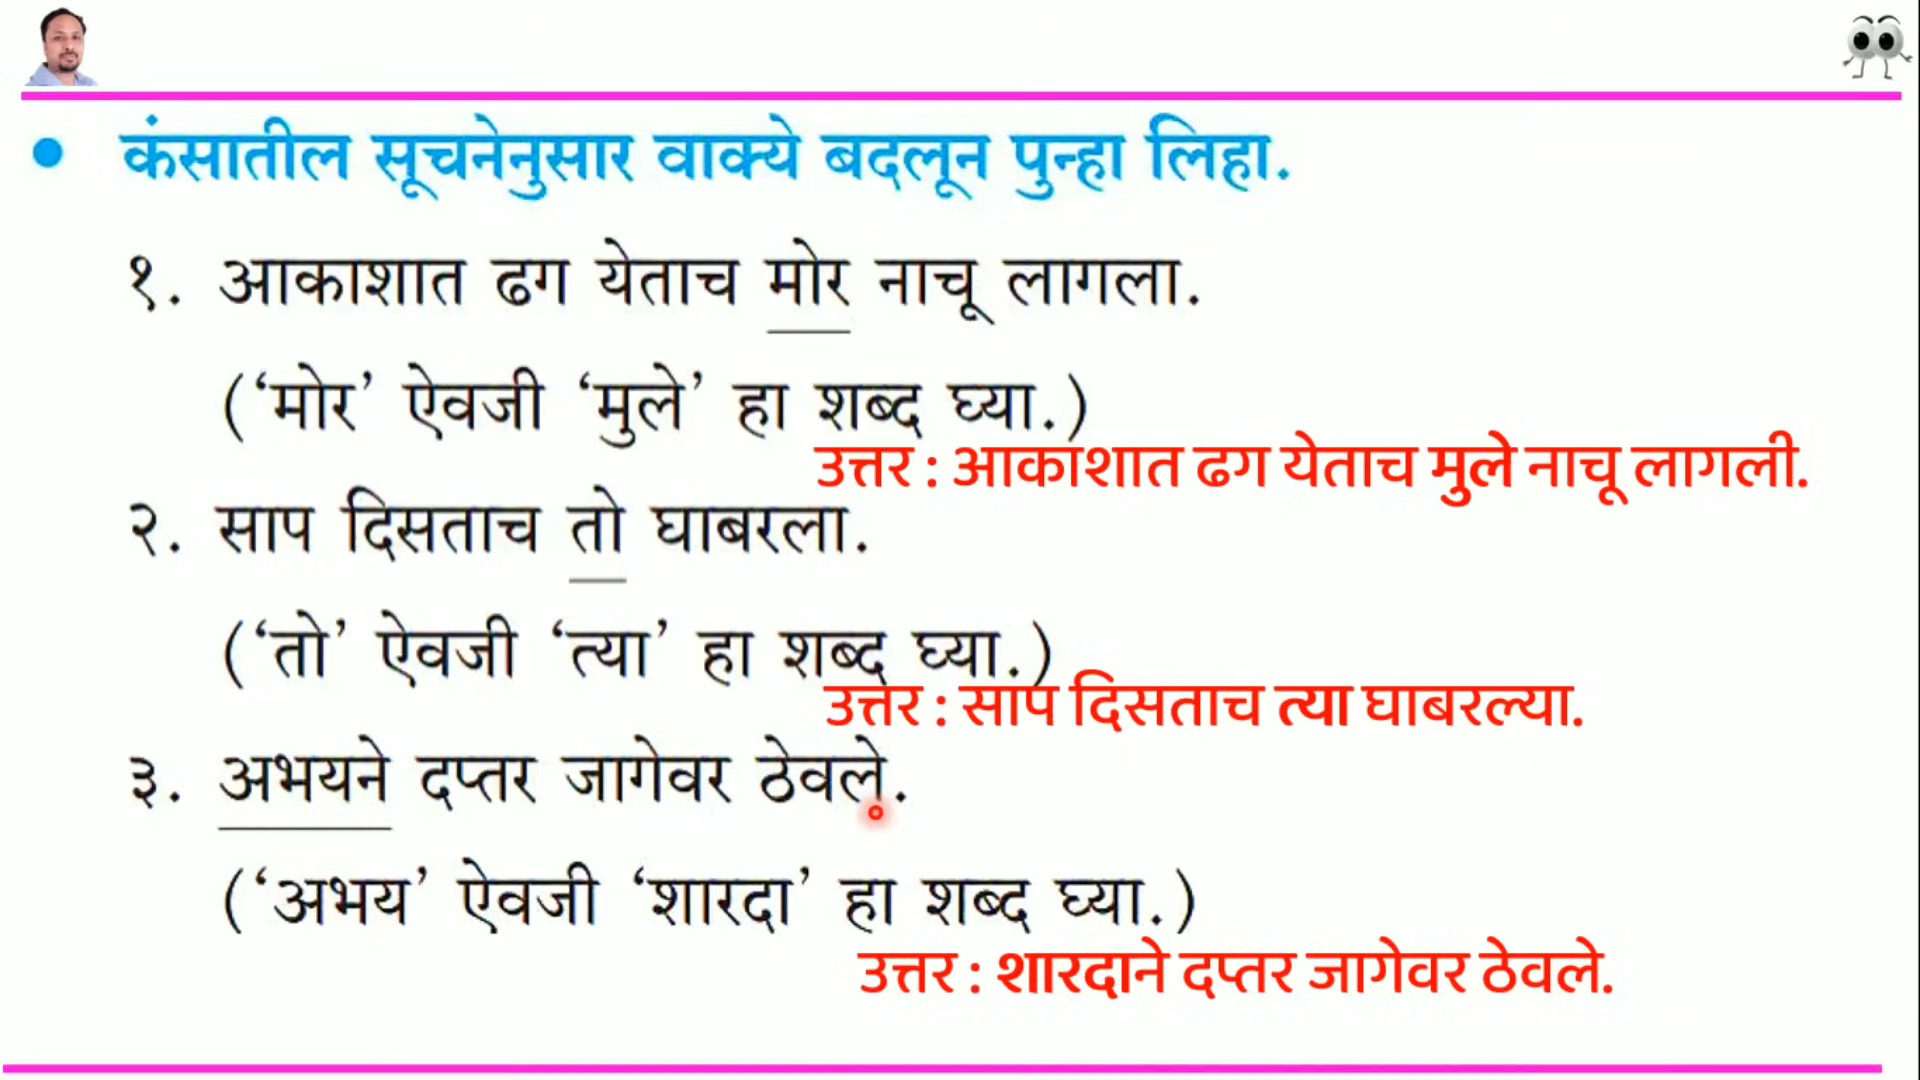 • कंसातील सूचनेनुसार वाक्ये बदलून पुन्हा लिहा.
१. आकाशात ढग येताच मोर नाचू लागला.
(‘मोर’ ऐवजी ‘मुले’ हा शब्द घ्या.)
उत्तर : आकाशात ढग येताच मुले नाचू लागली.
२. साप दिसताच तो घाबरला.
(‘तो’ ऐवजी ‘त्या’ हा शब्द घ्या.)
उत्तर : साप दिसताच त्या घाबरल्या.
३. अभयने दप्तर जागेवर ठेवले.
(‘अभय’ ऐवजी ‘शारदा’ हा शब्द घ्या.)
उत्तर : शारदाने दप्तर जागेवर ठेवले.